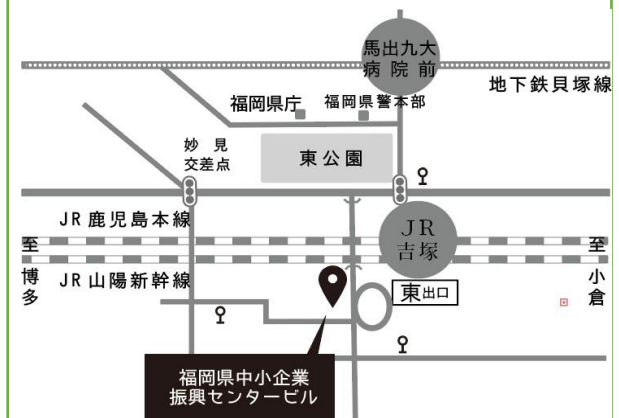 馬出九大
病院前
地下鉄貝塚線
福岡県庁
福岡県警本部
妙見
交差点
東公園
JR鹿児島本線
JR
吉塚
至
博
多
至
小
倉
JR山陽新幹線
東出口
福岡県中小企業
振興センタービル